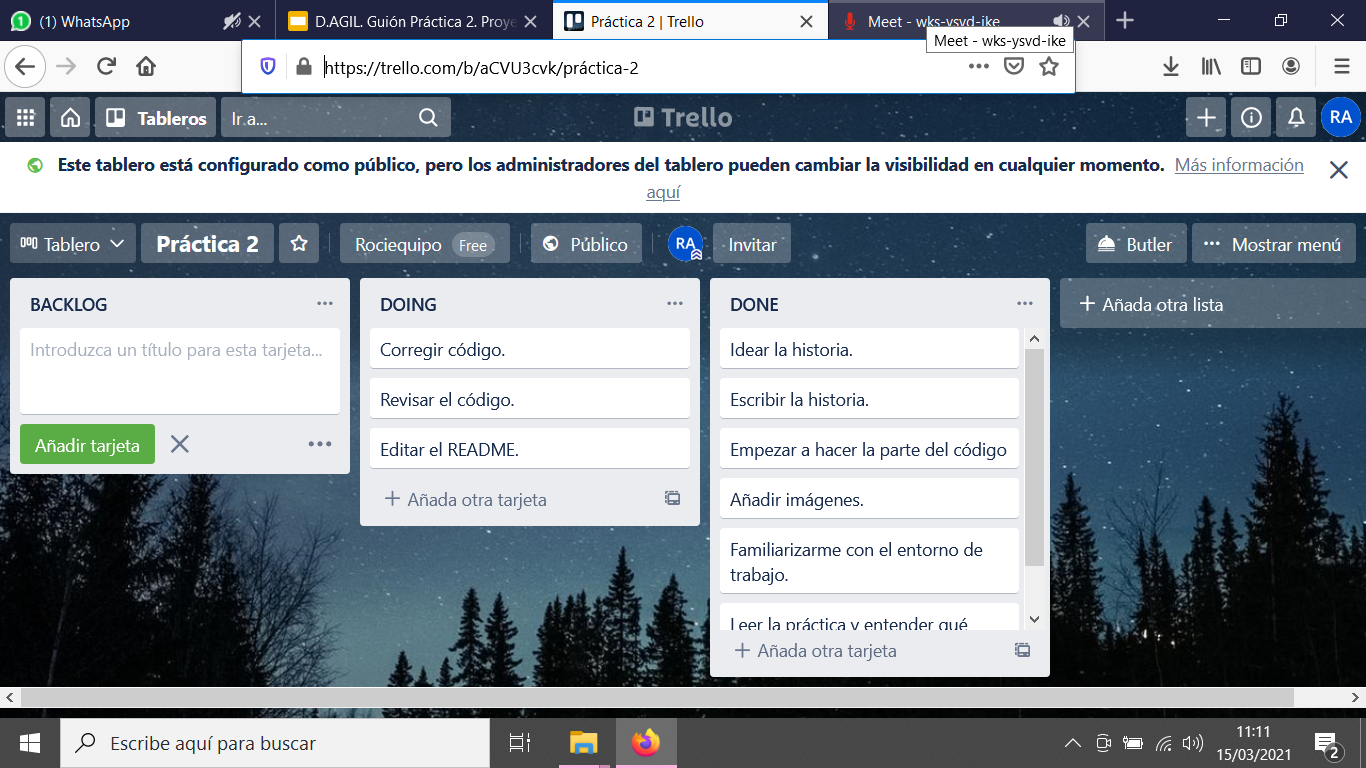 (1) WhatsApp
D.AGIL. Guión Práctica 2. Proye
Práctica 2 | Trello
Meet - wks-ysvd-ike
Meet - wks-ysvd-ike
https://trello.com/b/aCVU3cvk/práctica-2
Tableros
Ir a...
Trello
RA
Este tablero está configurado como público, pero los administradores del tablero pueden cambiar la visibilidad en cualquier momento. Más información
aquí
Tablero
Práctica 2
Rociequipo Free
Público
RA
Invitar
Butler
Mostrar menú
BACKLOG
Introduzca un título para esta tarjeta...
Añadir tarjeta
DOING
Corregir código.
Revisar el código.
Editar el README.
Añada otra tarjeta
DONE
Idear la historia.
Escribir la historia.
Empezar a hacer la parte del código
Añadir imágenes.
Familiarizarme con el entorno de
trabajo.
Leer la práctica y entender qué
Añada otra tarjeta
Añada otra lista
Escribe aquí para buscar
11:11
15/03/2021
2